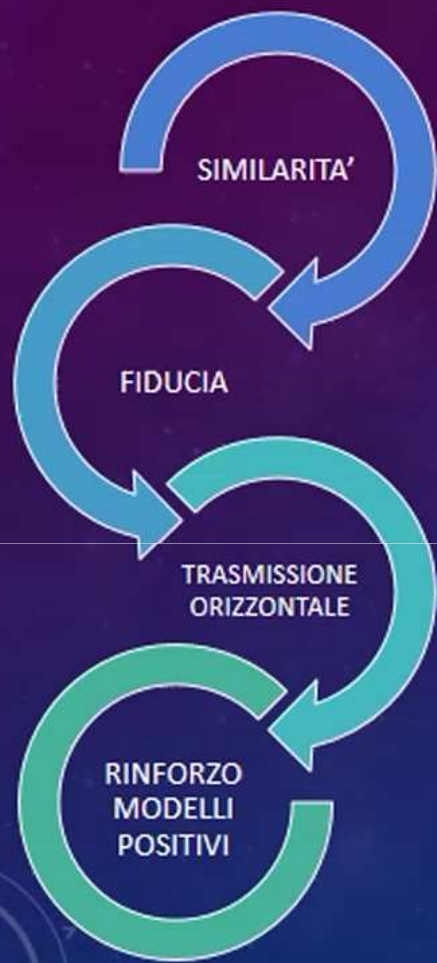 SIMILARITA’
FIDUCIA
TRASMISSIONE
ORIZZONTALE
RINFORZO
MODELLI
POSITIVI